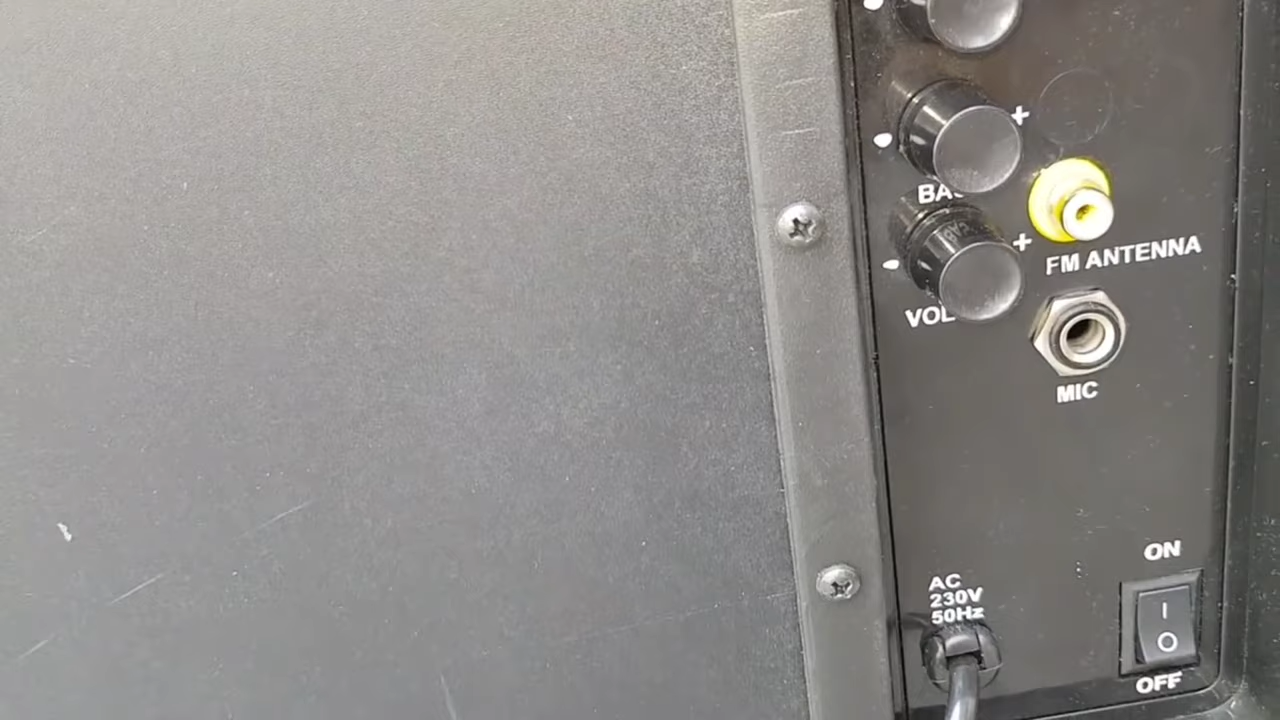 +
-
BAS
+
-
FM ANTENNA
VOL
MIC
ON
AC
230V
50Hz
I
O
OFF